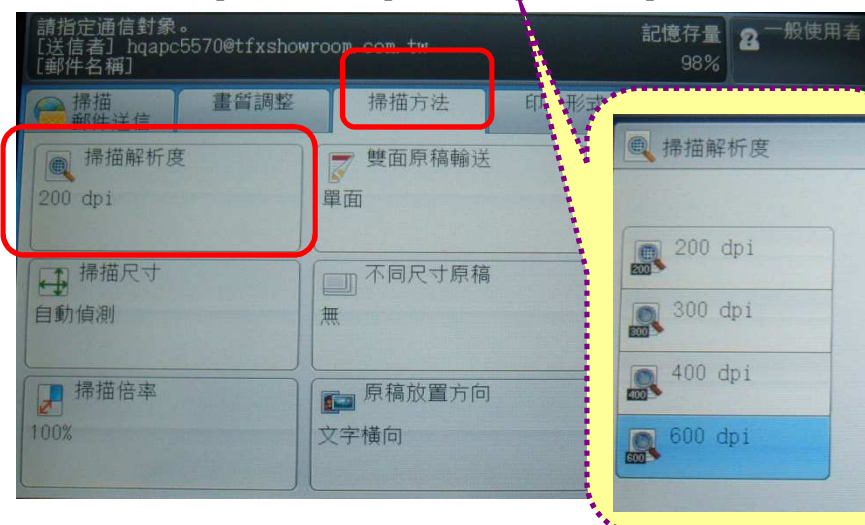 請指定通信對象。
[送信者] hqapc5570@tfxshowroom.com.tw
[郵件名稱]
記憶存量
98%
一般使用者
掃描
郵件送信
畫質調整
掃描方法
掃描解析度
200 dpi
雙面原稿輸送
單面
掃描尺寸
自動偵測
不同尺寸原稿
無
掃描倍率
100%
原稿放置方向
文字橫向
掃描解析度
200 dpi
200
300 dpi
300
400 dpi
400
600 dpi
600